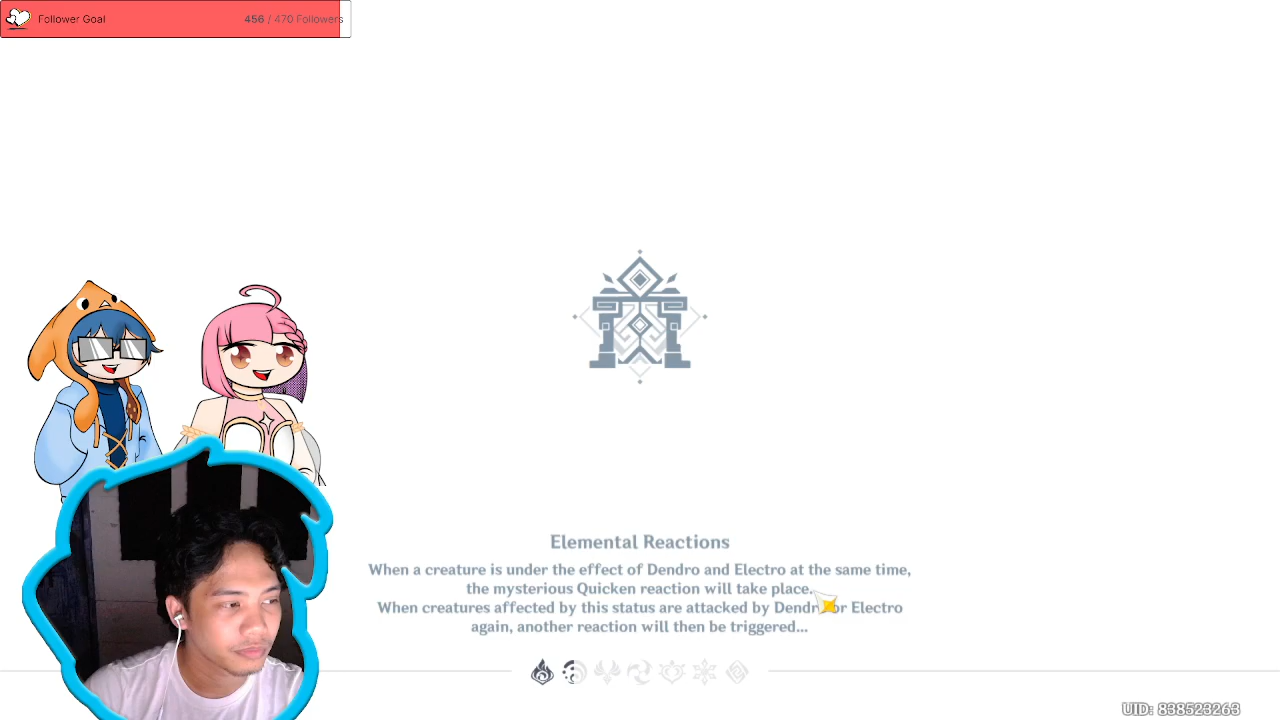 Follower Goal
456 / 470 Followers
Elemental Reactions
When a creature is under the effect of Dendro and Electro at the same time,
the mysterious Quicken reaction will take place.
When creatures affected by this status are attacked by Dendro or Electro
again, another reaction will then be triggered...
UID: 838523263